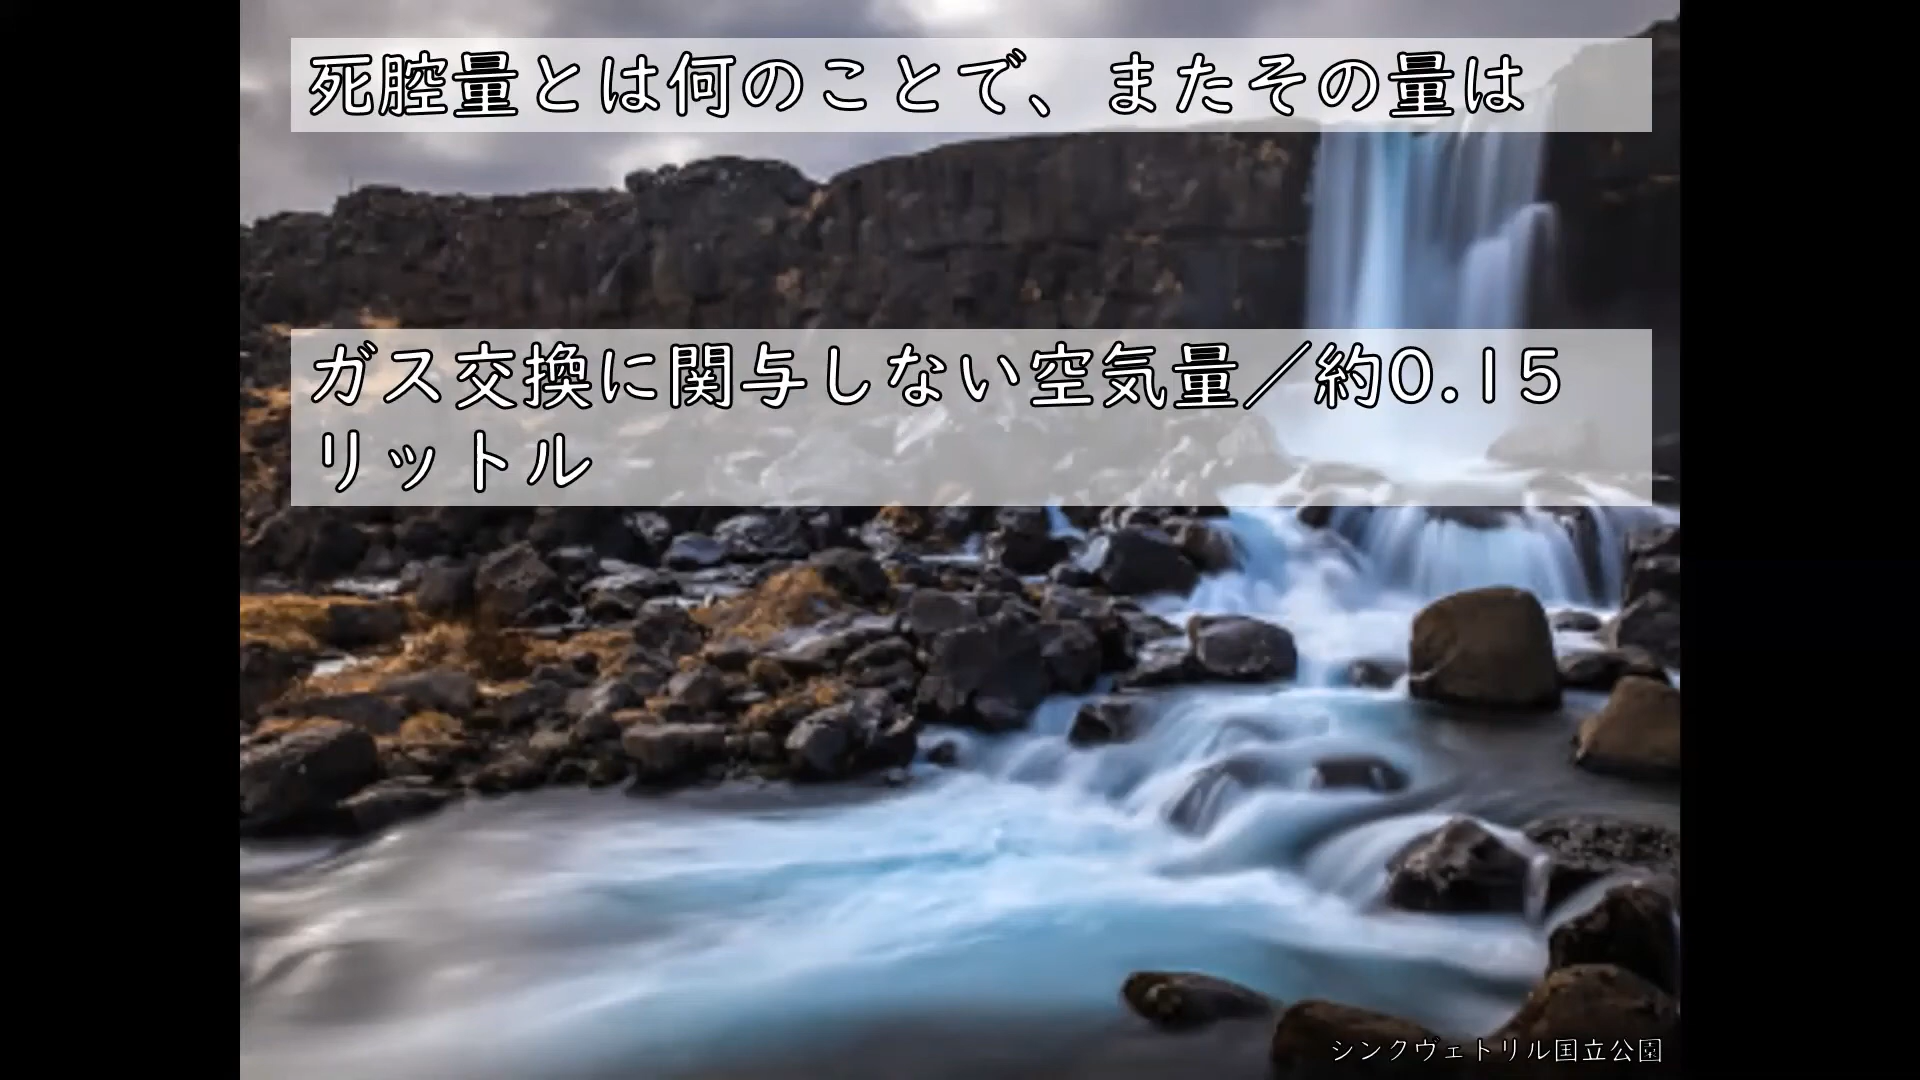 死腔量とは何のことで、またその量は
ガス交換に関与しない空気量／約0.15
リットル
シンクヴェトリル国立公園